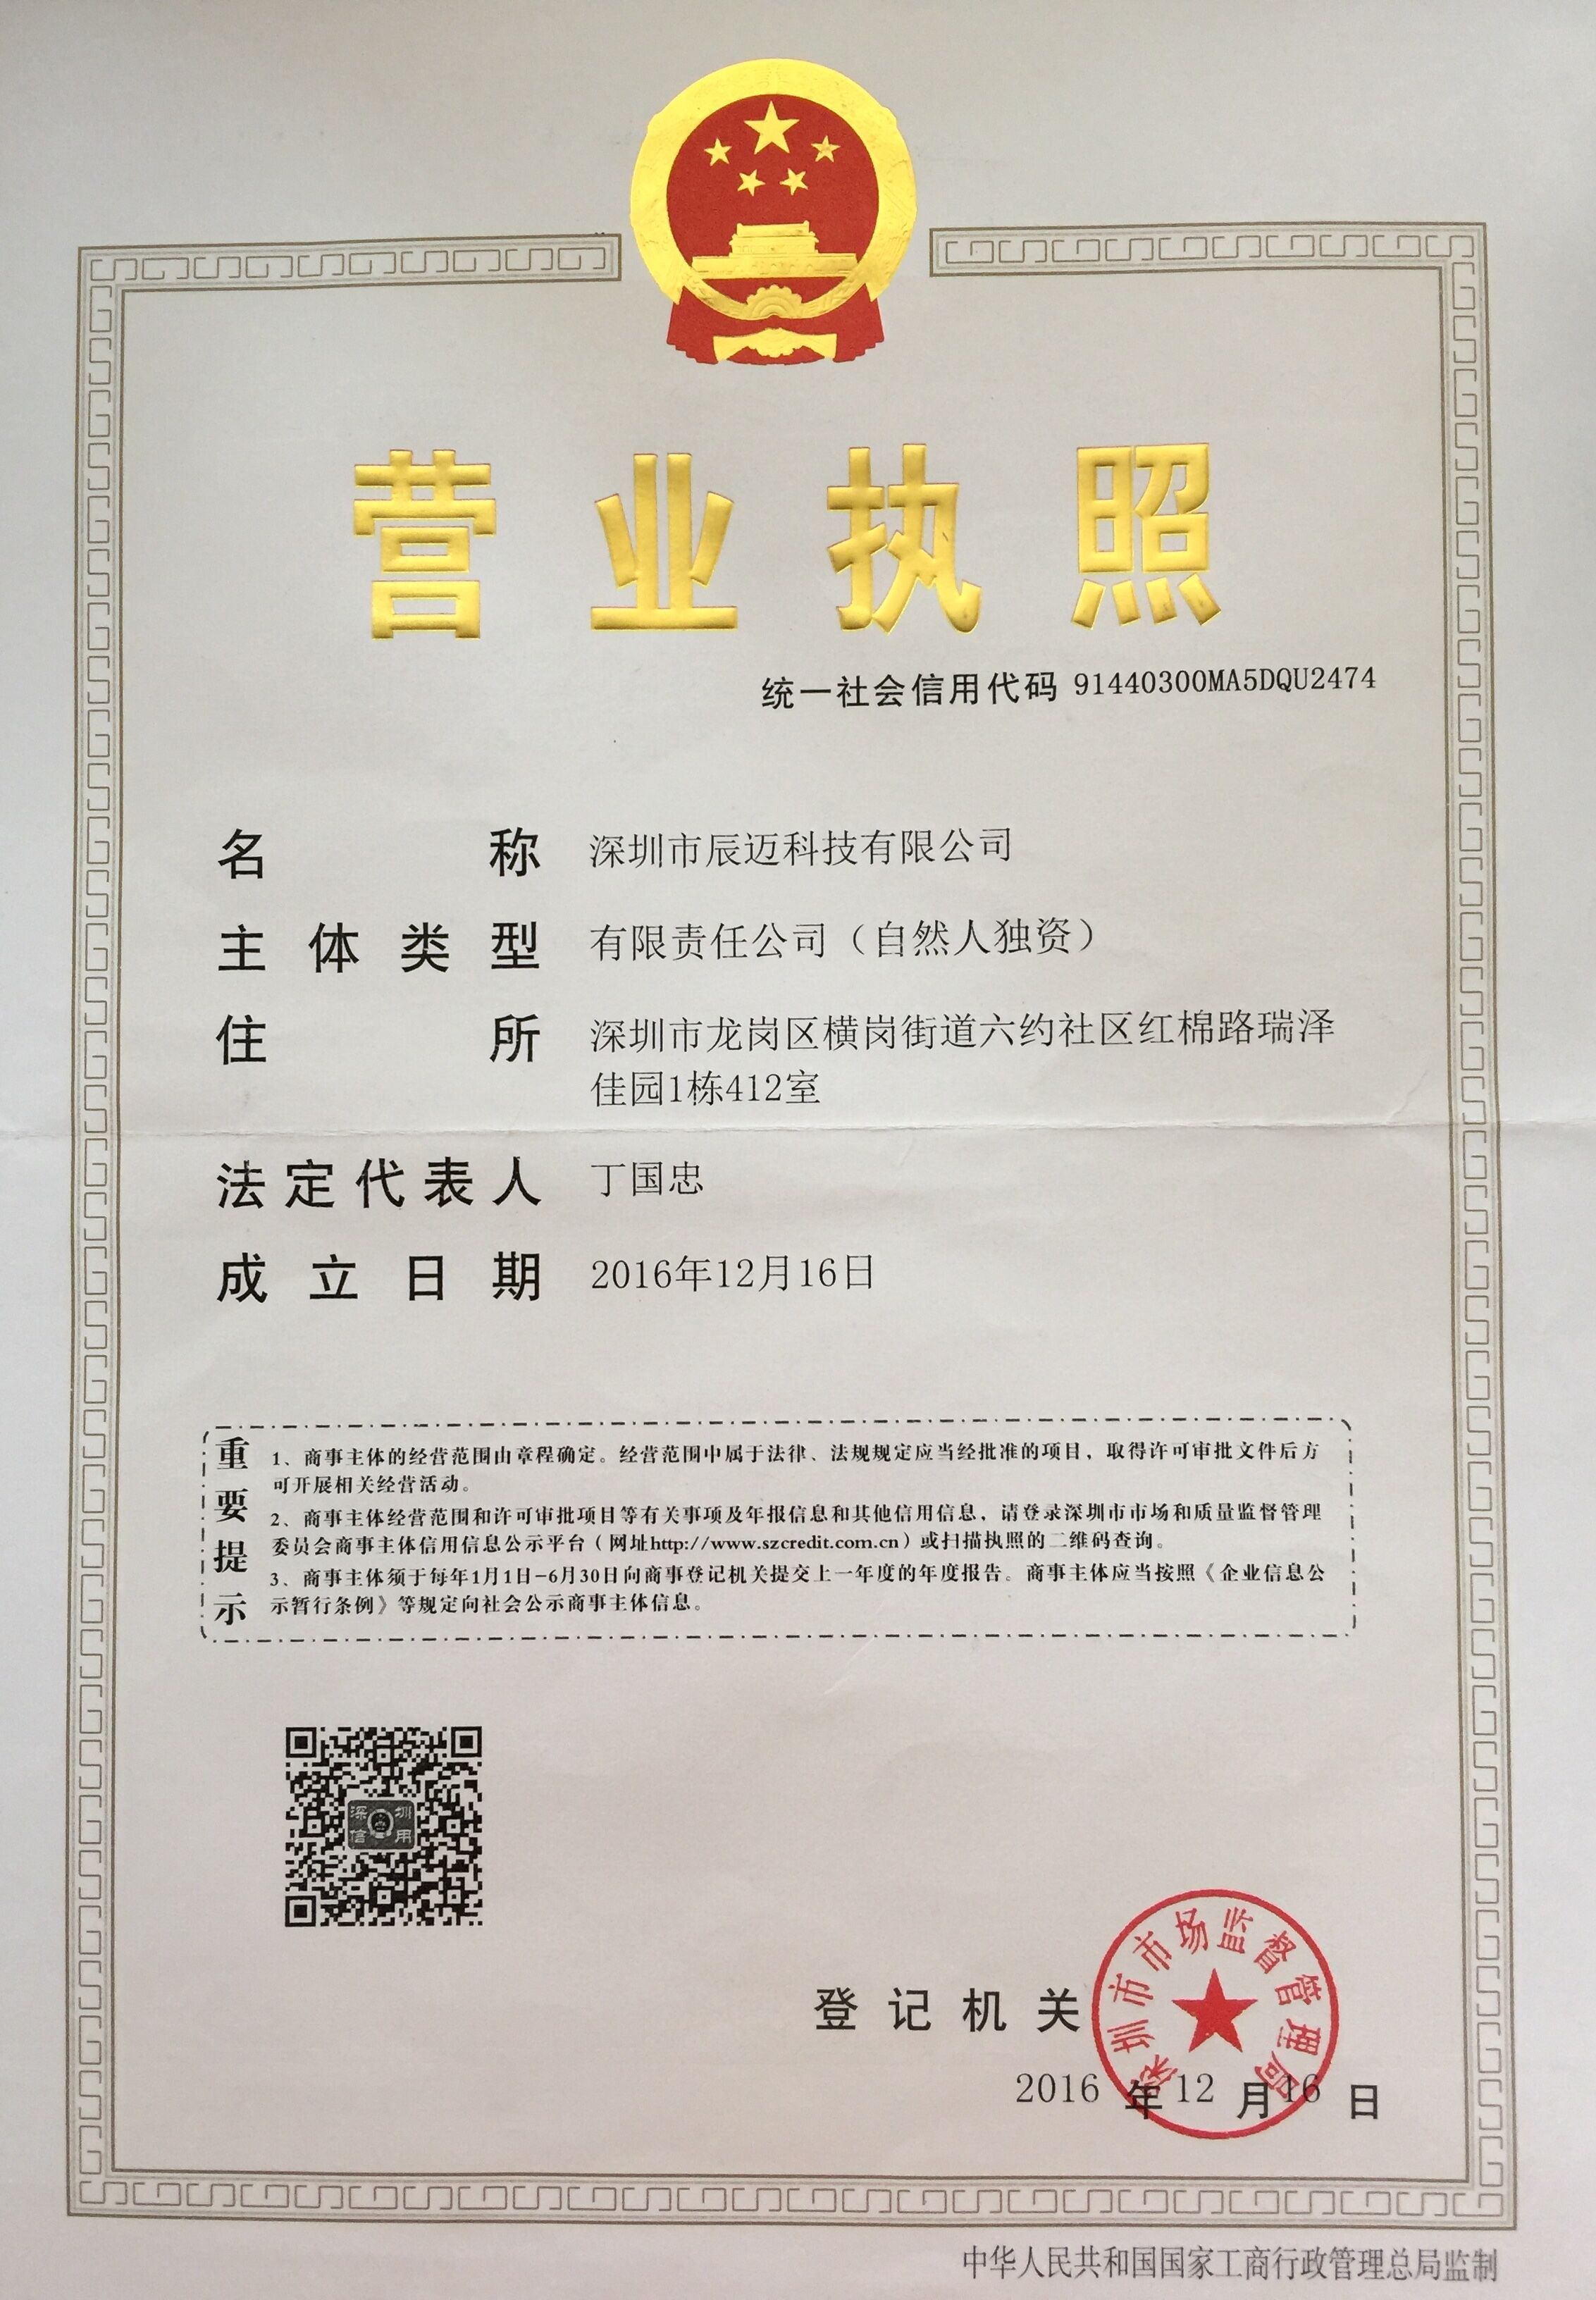 营业执照
统一社会信用代码 91440300MA5DQU2474
名称 深圳市辰迈科技有限公司
主体类型 有限责任公司（自然人独资）
住所 深圳市龙岗区横岗街道六约社区红棉路瑞泽
佳园1栋412室
法定代表人 丁国忠
成立日期 2016年12月16日
重要提示
1、商事主体的经营范围由章程确定。经营范围中属于法律、法规规定应当经批准的项目，取得许可审批文件后方
可开展相关经营活动。
2、商事主体经营范围和许可审批项目等有关事项及年报信息和其他信用信息，请登录深圳市市场和质量监督管理
委员会商事主体信用信息公示平台（网址http://www.szcredit.com.cn）或扫描执照的二维码查询。
3、商事主体须于每年1月1日-6月30日向商事登记机关提交上一年度的年度报告。商事主体应当按照《企业信息公
示暂行条例》等规定向社会公示商事主体信息。
深圳信用
登记机关
深圳市市场监督管理局
2016 年 12 月 16 日
中华人民共和国国家工商行政管理总局监制